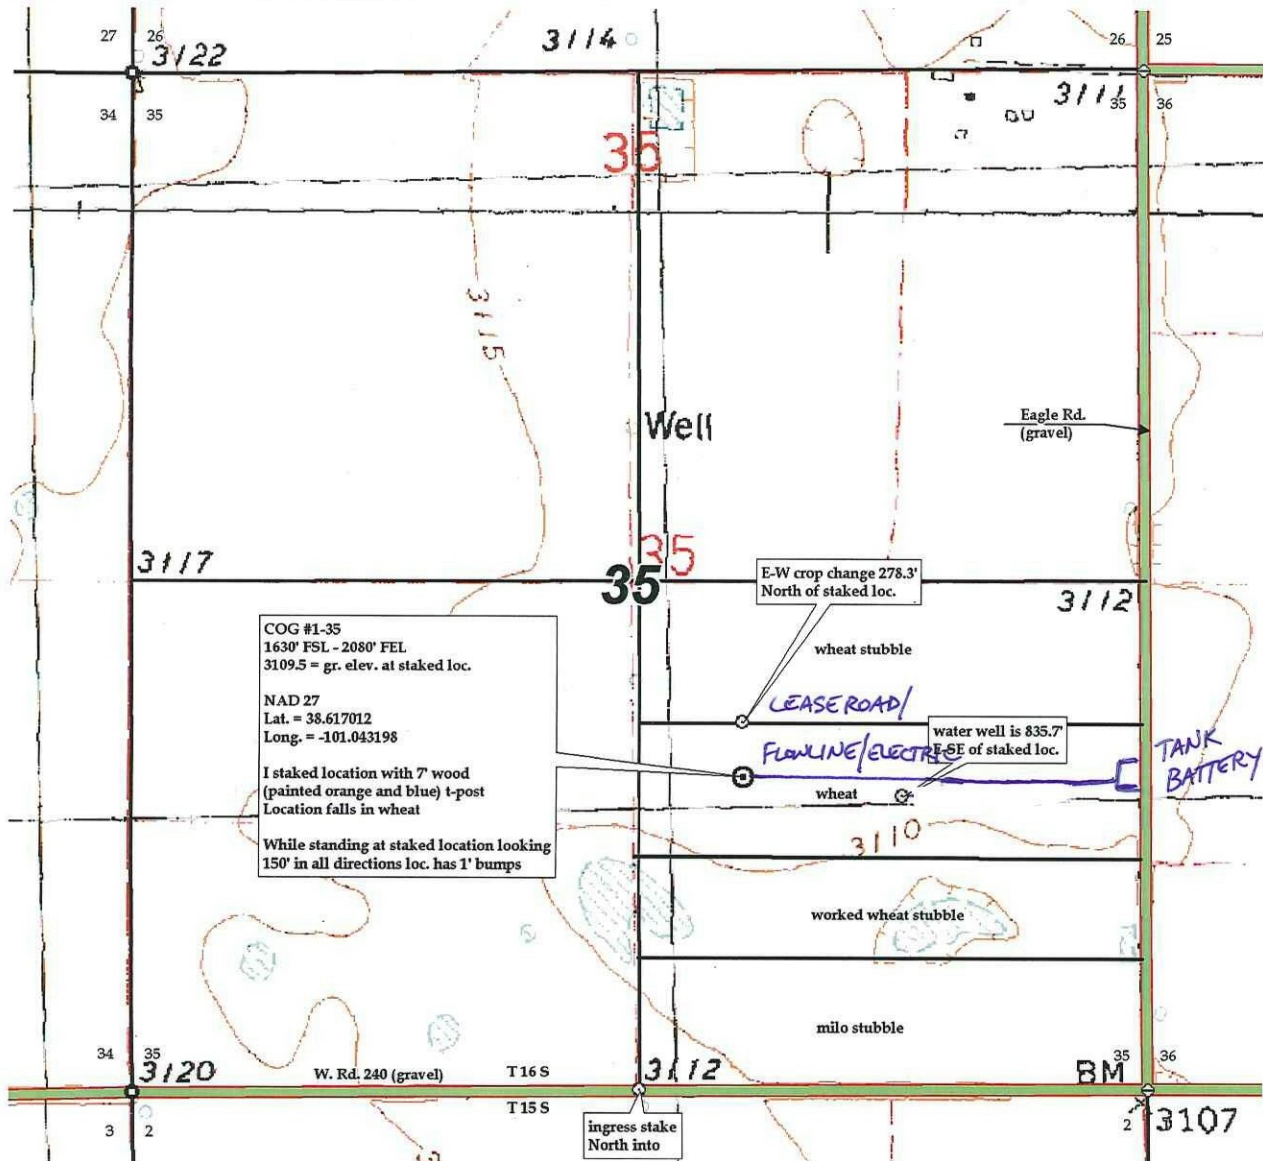 27 26
3122
3114
26 25
34 35
3111
35 36
35
3115
Well
Eagle Rd.
(gravel)
3117
35
35
E-W crop change 278.3'
North of staked loc.
3112
COG #1-35
1630' FSL - 2080' FEL
3109.5 = gr. elev. at staked loc.
NAD 27
Lat. = 38.617012
Long. = -101.043198
I staked location with 7' wood
(painted orange and blue) t-post
Location falls in wheat
While standing at staked location looking
150' in all directions loc. has 1' bumps
wheat stubble
LEASE ROAD/
FLOWLINE/ELECTRIC
water well is 835.7'
E-SE of staked loc.
TANK
BATTERY
wheat
3110
worked wheat stubble
milo stubble
34 35
3120
W. Rd. 240 (gravel)
T16 S
T15 S
3112
BM
35 36
3 2
ingress stake
North into
2
3107